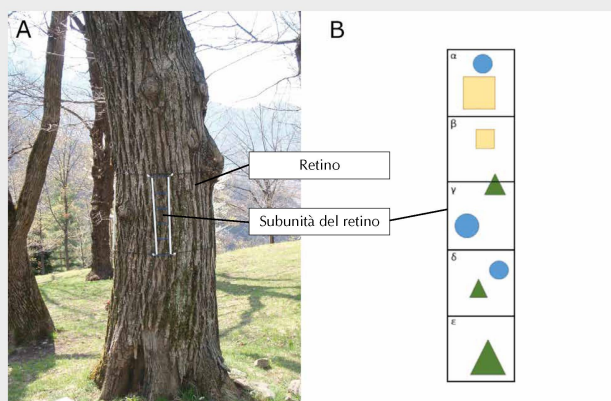 A
B
Retino
Subunità del retino
α
β
γ
δ
ε